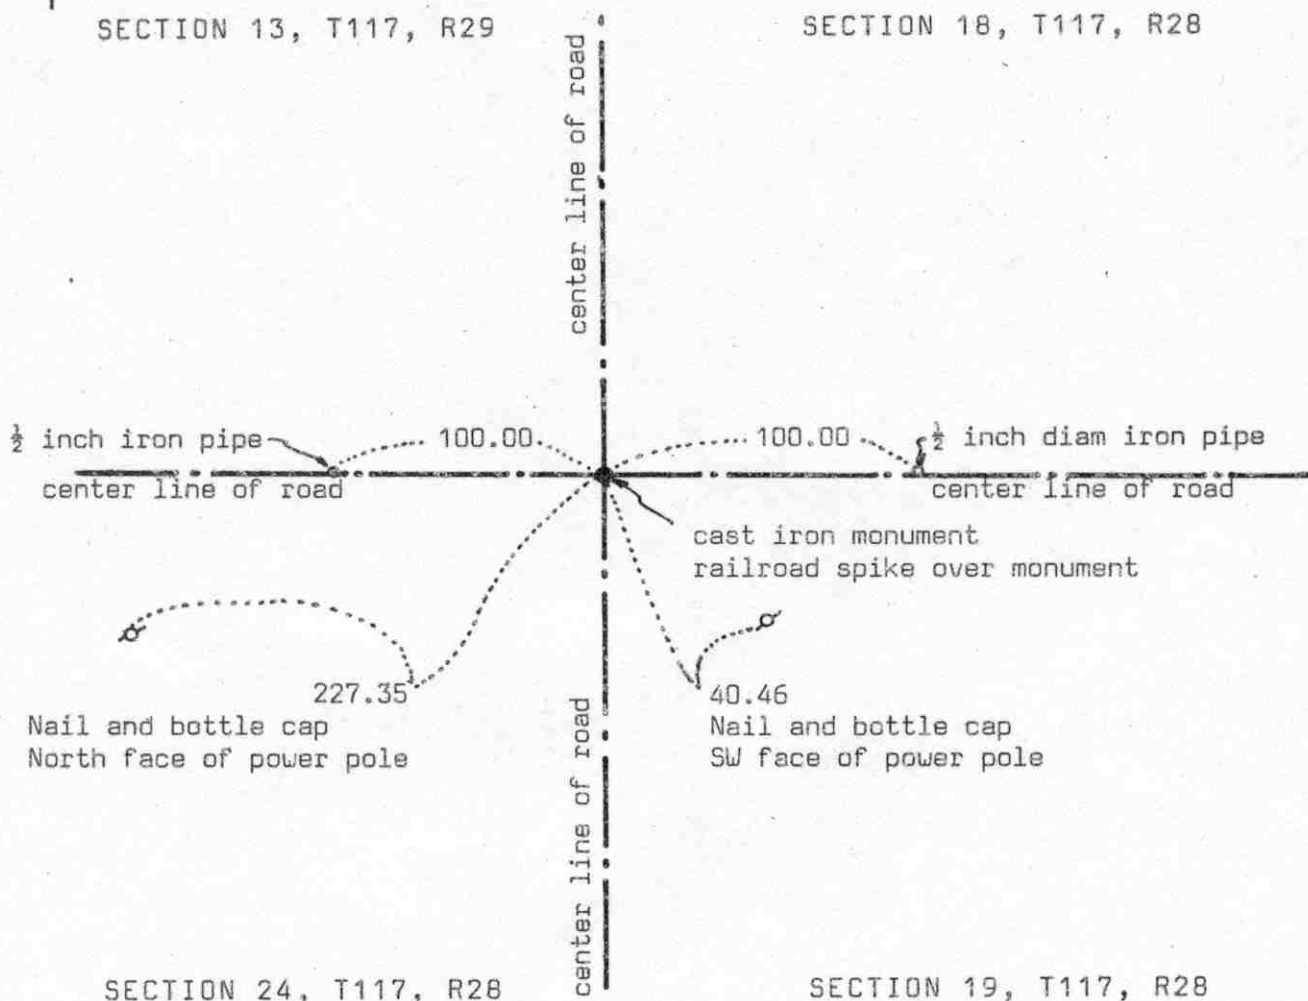 SECTION 13, T117, R29
SECTION 18, T117, R28
center line of road
½ inch iron pipe
100.00
100.00
½ inch diam iron pipe
center line of road
center line of road
cast iron monument
railroad spike over monument
227.35
Nail and bottle cap
North face of power pole
40.46
Nail and bottle cap
SW face of power pole
center line of road
SECTION 24, T117, R28
SECTION 19, T117, R28